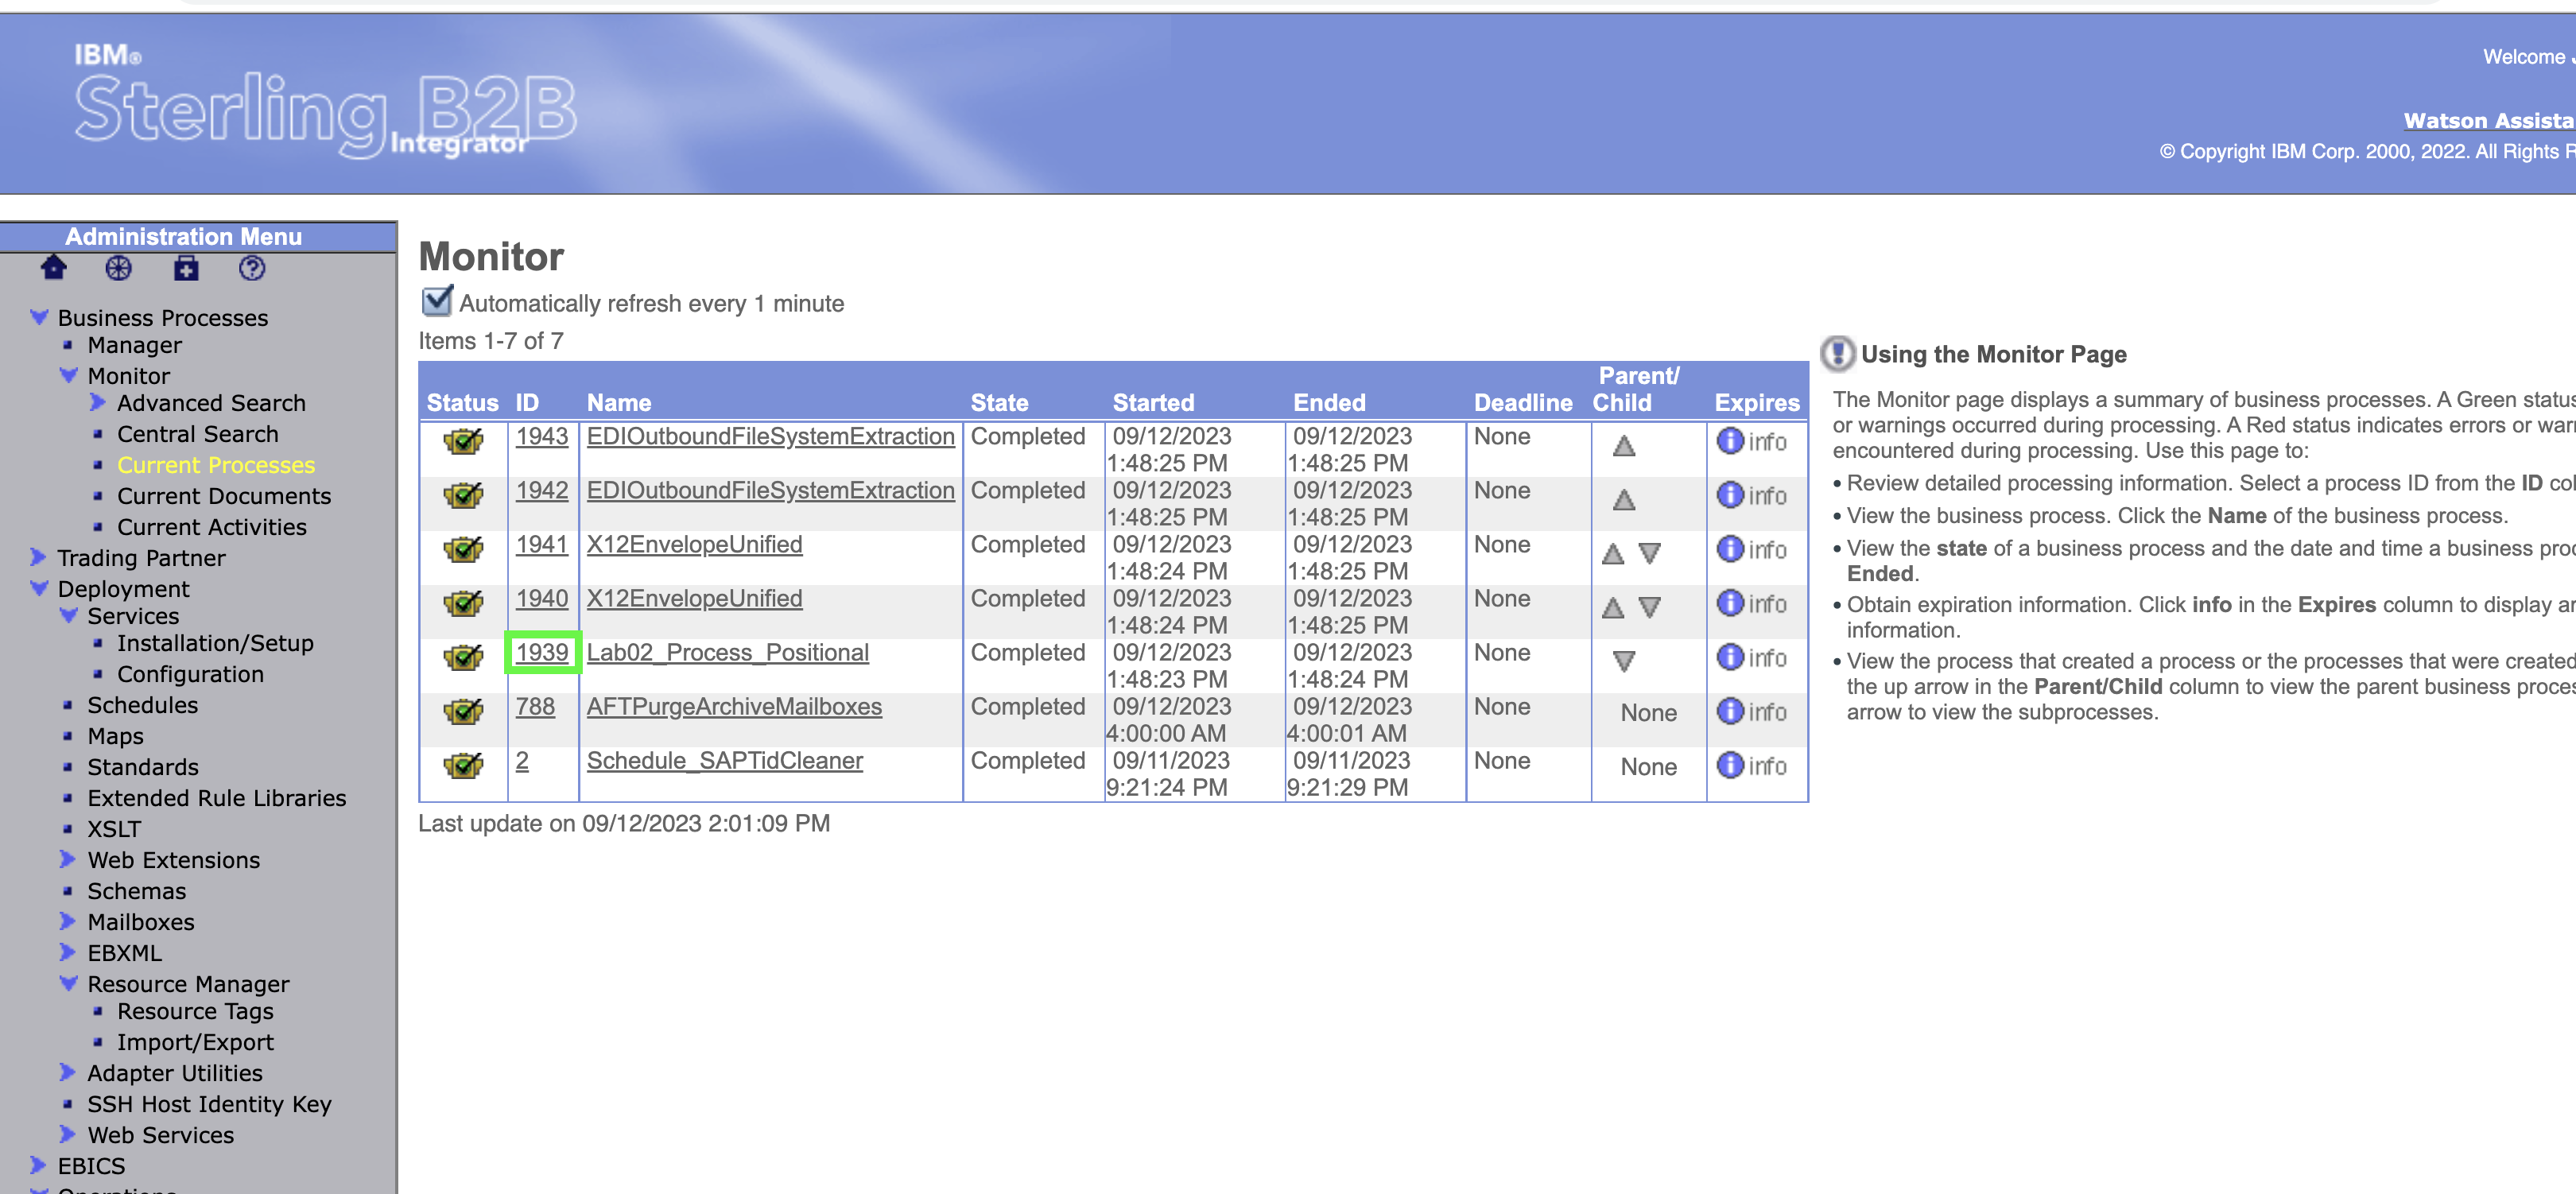 IBM®
Sterling B2B
Integrator
Welcome
Watson Assista
© Copyright IBM Corp. 2000, 2022. All Rights R
Administration Menu
Business Processes
Manager
Monitor
Advanced Search
Central Search
Current Processes
Current Documents
Current Activities
Trading Partner
Deployment
Services
Installation/Setup
Configuration
Schedules
Maps
Standards
Extended Rule Libraries
XSLT
Web Extensions
Schemas
Mailboxes
EBXML
Resource Manager
Resource Tags
Import/Export
Adapter Utilities
SSH Host Identity Key
Web Services
EBICS
Operations
Monitor
Automatically refresh every 1 minute
Items 1-7 of 7
Status ID Name State Started Ended Deadline Parent/ Child Expires
1943 EDIOutboundFileSystemExtraction Completed 09/12/2023 09/12/2023 None info
1:48:25 PM 1:48:25 PM
1942 EDIOutboundFileSystemExtraction Completed 09/12/2023 09/12/2023 None info
1:48:25 PM 1:48:25 PM
1941 X12EnvelopeUnified Completed 09/12/2023 09/12/2023 None info
1:48:24 PM 1:48:25 PM
1940 X12EnvelopeUnified Completed 09/12/2023 09/12/2023 None info
1:48:24 PM 1:48:25 PM
1939 Lab02_Process_Positional Completed 09/12/2023 09/12/2023 None info
1:48:23 PM 1:48:24 PM
788 AFTPurgeArchiveMailboxes Completed 09/12/2023 09/12/2023 None None info
4:00:00 AM 4:00:01 AM
2 Schedule_SAPTidCleaner Completed 09/11/2023 09/11/2023 None None info
9:21:24 PM 9:21:29 PM
Last update on 09/12/2023 2:01:09 PM
Using the Monitor Page
The Monitor page displays a summary of business processes. A Green status
or warnings occurred during processing. A Red status indicates errors or warn
encountered during processing. Use this page to:
• Review detailed processing information. Select a process ID from the ID col
• View the business process. Click the Name of the business process.
• View the state of a business process and the date and time a business proc
Ended.
• Obtain expiration information. Click info in the Expires column to display an
information.
• View the process that created a process or the processes that were created
the up arrow in the Parent/Child column to view the parent business proces
arrow to view the subprocesses.